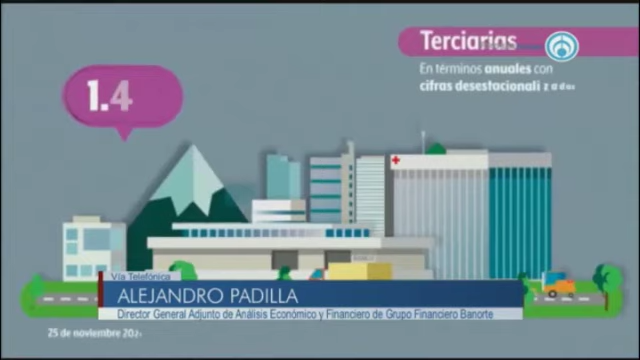 Terciarias
En términos anuales con
cifras desestacionalizadas
1.4
Vía Telefónica
ALEJANDRO PADILLA
Director General Adjunto de Análisis Económico y Financiero de Grupo Financiero Banorte
25 de noviembre